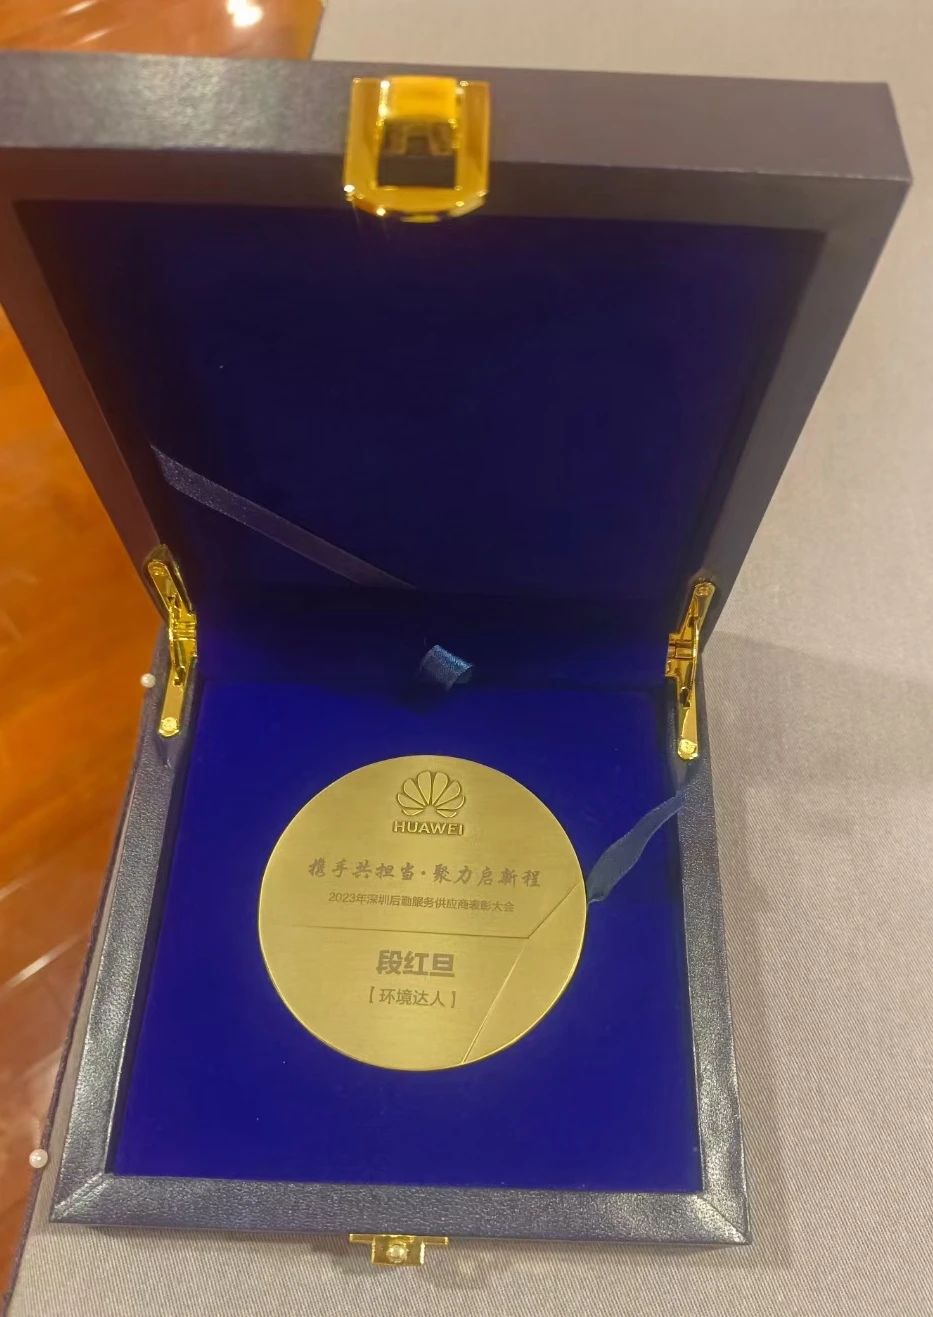 HUAWEI
携手共担当·聚力启新程
2023年深圳后勤服务供应商表彰大会
段红旦
【环境达人】